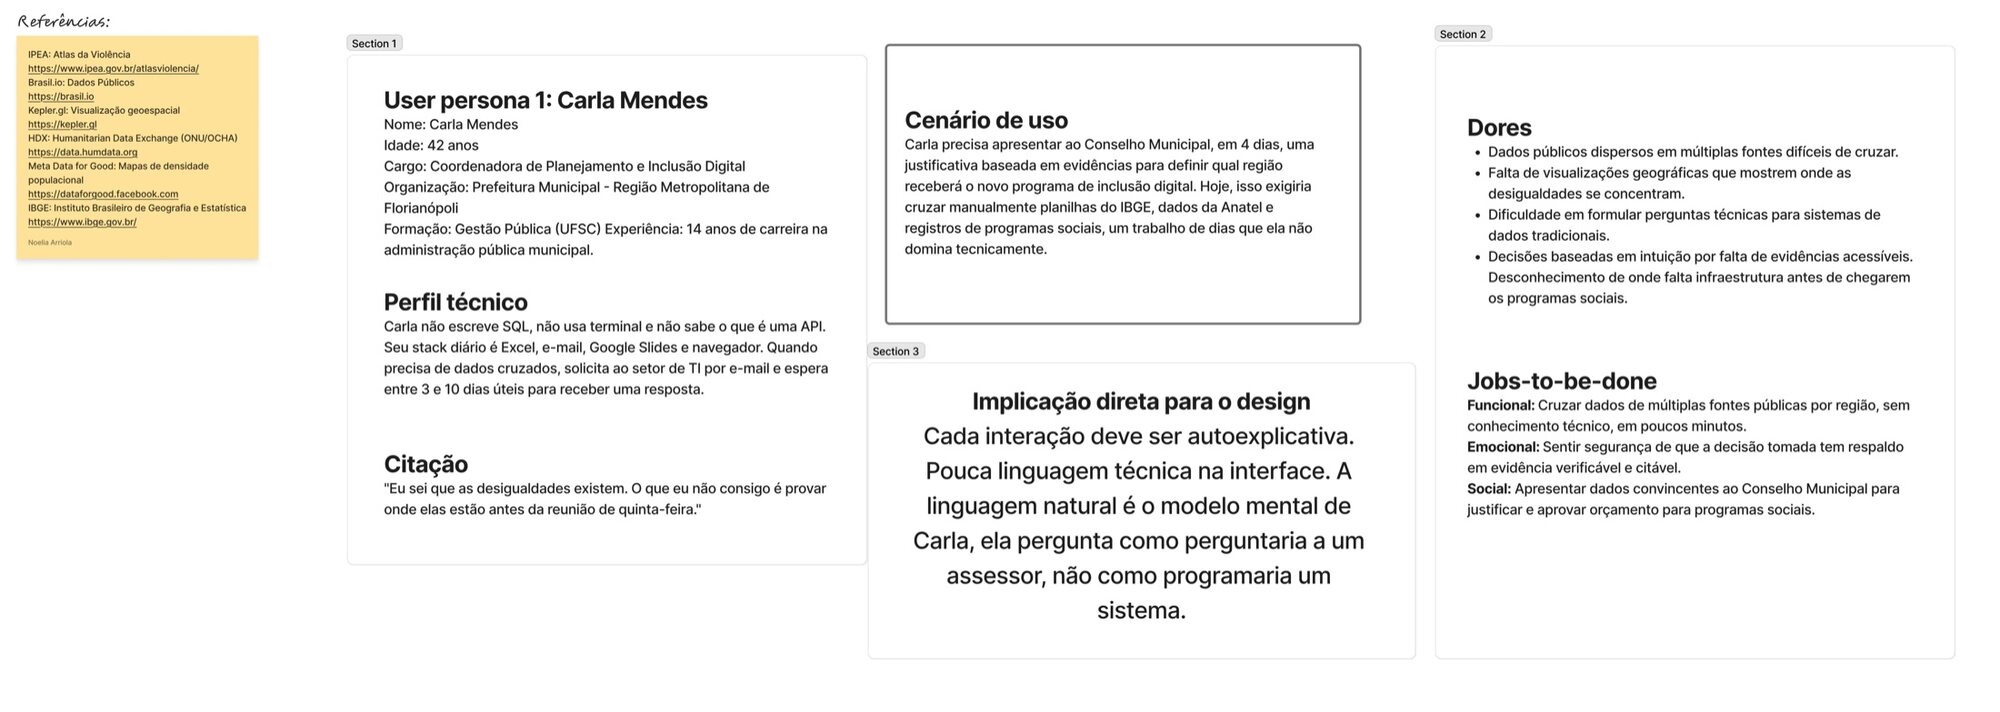 Referências:
IPEA: Atlas da Violência
https://www.ipea.gov.br/atlasviolencia/
Brasil.io: Dados Públicos
https://brasil.io
Kepler.gl: Visualização geoespacial
https://kepler.gl
HDX: Humanitarian Data Exchange (ONU/OCHA)
https://data.humdata.org
Meta Data for Good: Mapas de densidade
populacional
https://dataforgood.facebook.com
IBGE: Instituto Brasileiro de Geografia e Estatística
https://www.ibge.gov.br/
Noelia Arriola
Section 1
User persona 1: Carla Mendes
Nome: Carla Mendes
Idade: 42 anos
Cargo: Coordenadora de Planejamento e Inclusão Digital
Organização: Prefeitura Municipal - Região Metropolitana de
Florianópoli
Formação: Gestão Pública (UFSC) Experiência: 14 anos de carreira na
administração pública municipal.
Perfil técnico
Carla não escreve SQL, não usa terminal e não sabe o que é uma API.
Seu stack diário é Excel, e-mail, Google Slides e navegador. Quando
precisa de dados cruzados, solicita ao setor de TI por e-mail e espera
entre 3 e 10 dias úteis para receber uma resposta.
Citação
"Eu sei que as desigualdades existem. O que eu não consigo é provar
onde elas estão antes da reunião de quinta-feira."
Cenário de uso
Carla precisa apresentar ao Conselho Municipal, em 4 dias, uma
justificativa baseada em evidências para definir qual região
receberá o novo programa de inclusão digital. Hoje, isso exigiria
cruzar manualmente planilhas do IBGE, dados da Anatel e
registros de programas sociais, um trabalho de dias que ela não
domina tecnicamente.
Section 3
Implicação direta para o design
Cada interação deve ser autoexplicativa.
Pouca linguagem técnica na interface. A
linguagem natural é o modelo mental de
Carla, ela pergunta como perguntaria a um
assessor, não como programaria um
sistema.
Section 2
Dores
• Dados públicos dispersos em múltiplas fontes difíceis de cruzar.
• Falta de visualizações geográficas que mostrem onde as
desigualdades se concentram.
• Dificuldade em formular perguntas técnicas para sistemas de
dados tradicionais.
• Decisões baseadas em intuição por falta de evidências acessíveis.
Desconhecimento de onde falta infraestrutura antes de chegarem
os programas sociais.
Jobs-to-be-done
Funcional: Cruzar dados de múltiplas fontes públicas por região, sem
conhecimento técnico, em poucos minutos.
Emocional: Sentir segurança de que a decisão tomada tem respaldo
em evidência verificável e citável.
Social: Apresentar dados convincentes ao Conselho Municipal para
justificar e aprovar orçamento para programas sociais.